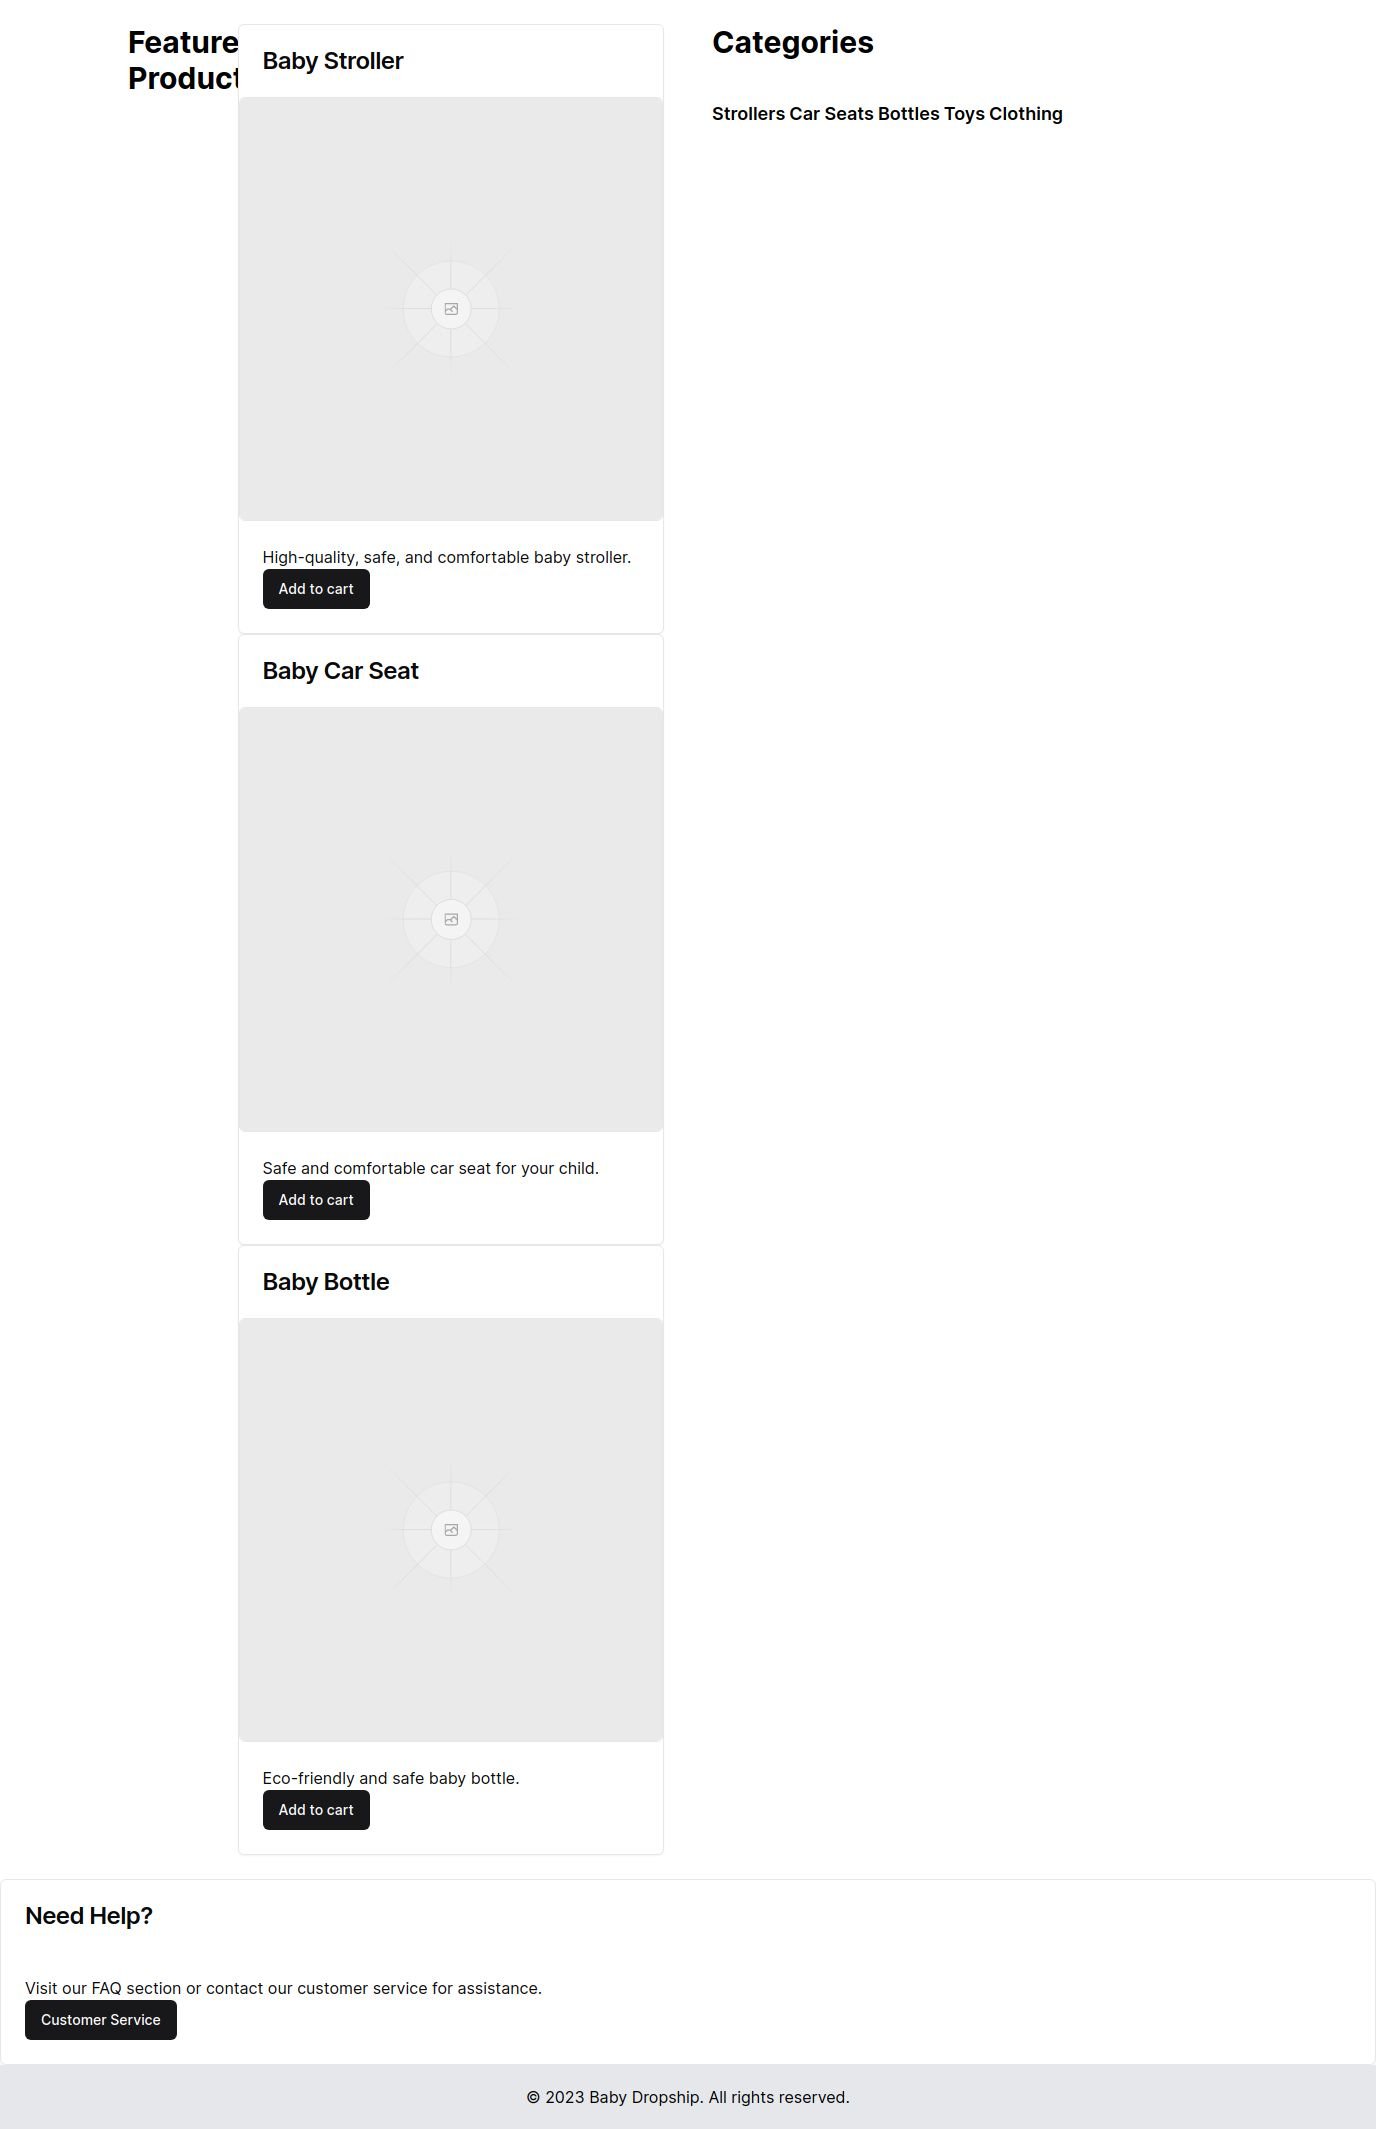 Feature
Product
Baby Stroller
High-quality, safe, and comfortable baby stroller.
Add to cart
Baby Car Seat
Safe and comfortable car seat for your child.
Add to cart
Baby Bottle
Eco-friendly and safe baby bottle.
Add to cart
Categories
Strollers Car Seats Bottles Toys Clothing
Need Help?
Visit our FAQ section or contact our customer service for assistance.
Customer Service
© 2023 Baby Dropship. All rights reserved.